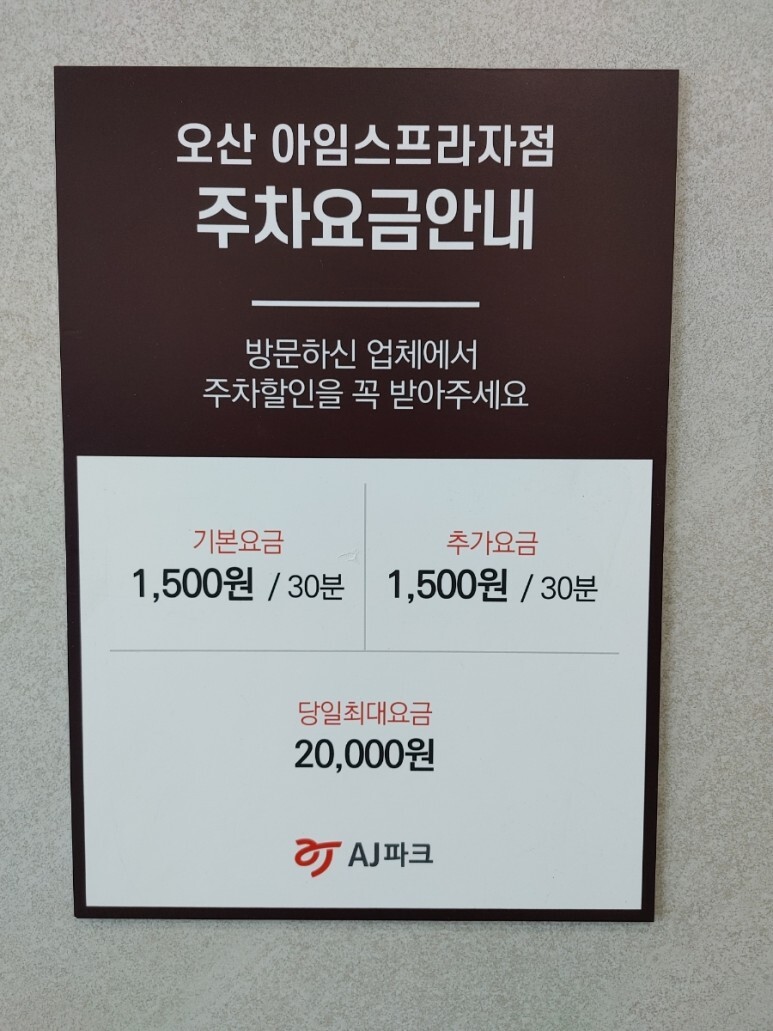 오산 아임스프라자점
주차요금안내
방문하신 업체에서
주차할인을 꼭 받아주세요
기본요금
1,500원 / 30분
추가요금
1,500원 / 30분
당일최대요금
20,000원
AJ파크